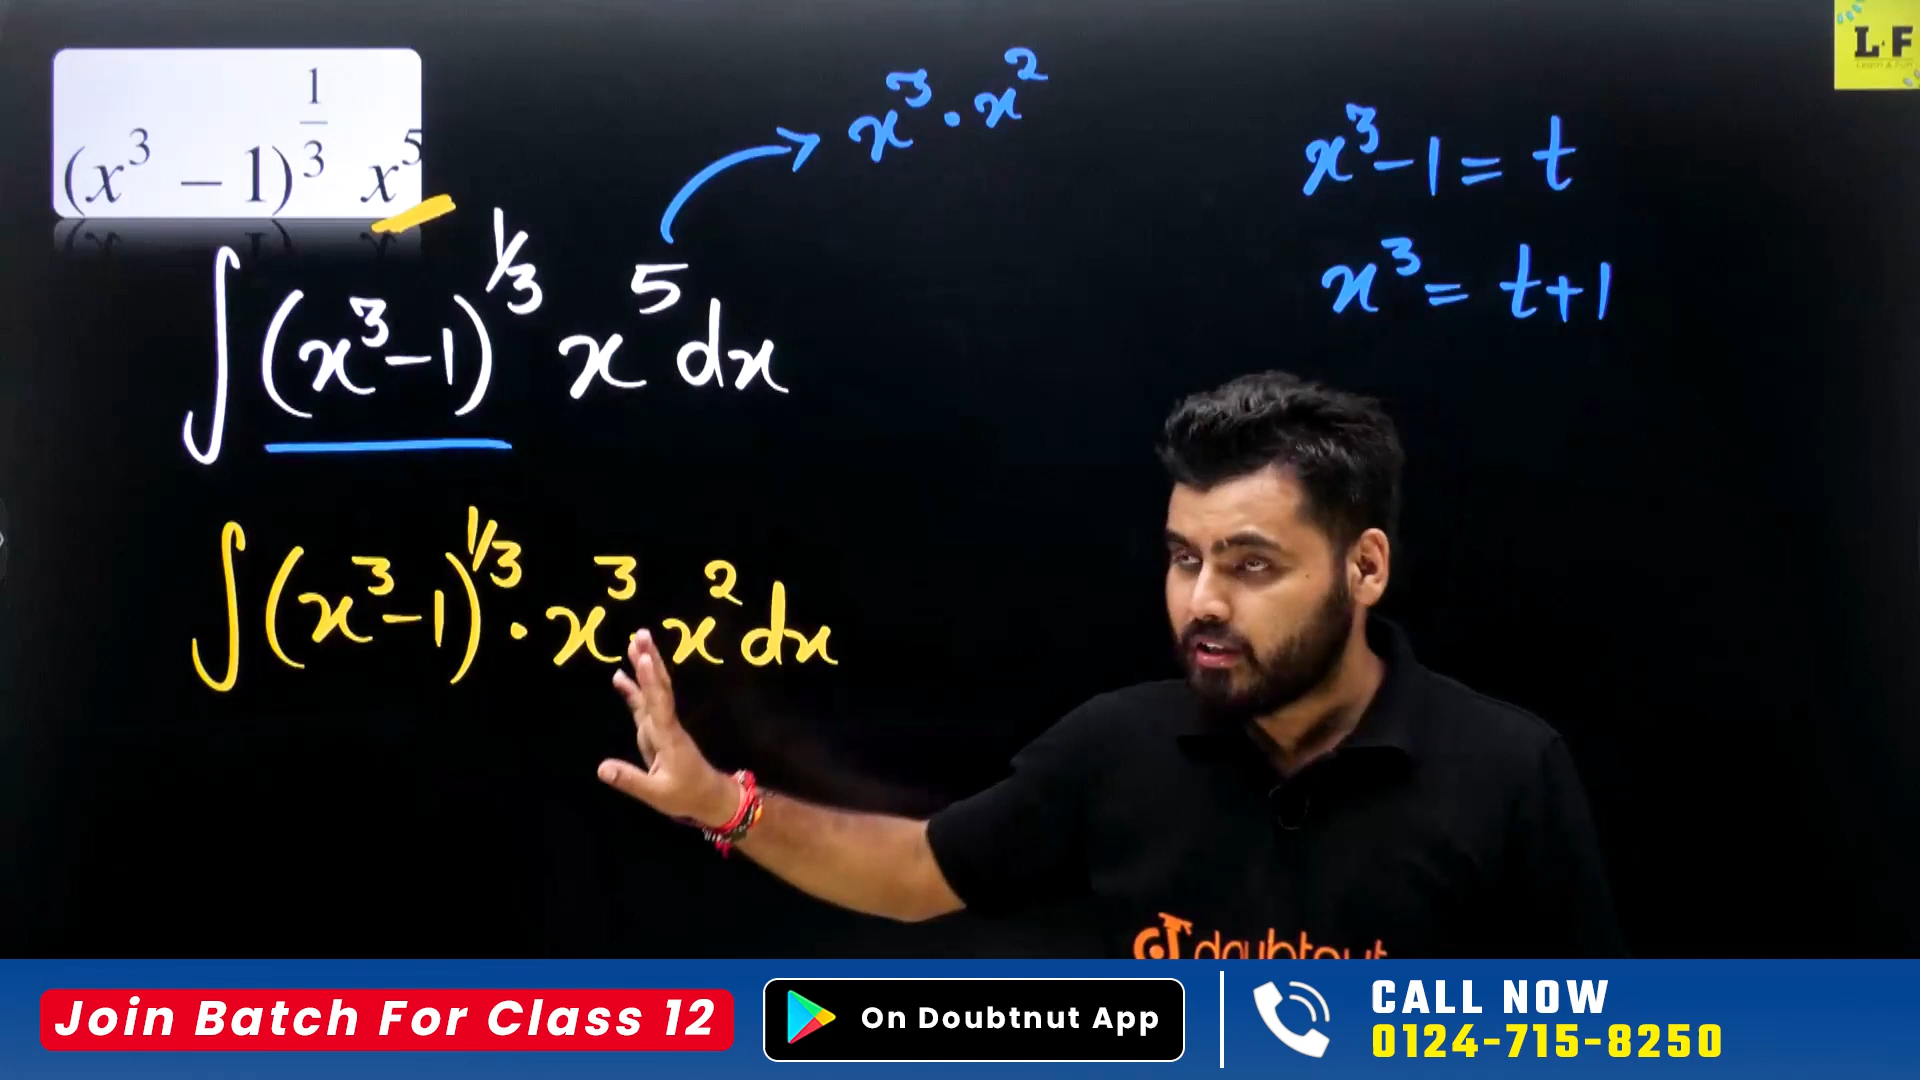 (x³ – 1)^{1/3} x⁵
x³ · x²
x³ – 1 = t
x³ = t + 1
∫(x³ – 1)^{1/3} x⁵ dx
∫(x³ – 1)^{1/3} · x³ · x² dx
L·F
doubtnut
Join Batch For Class 12
On Doubtnut App
CALL NOW
0124-715-8250